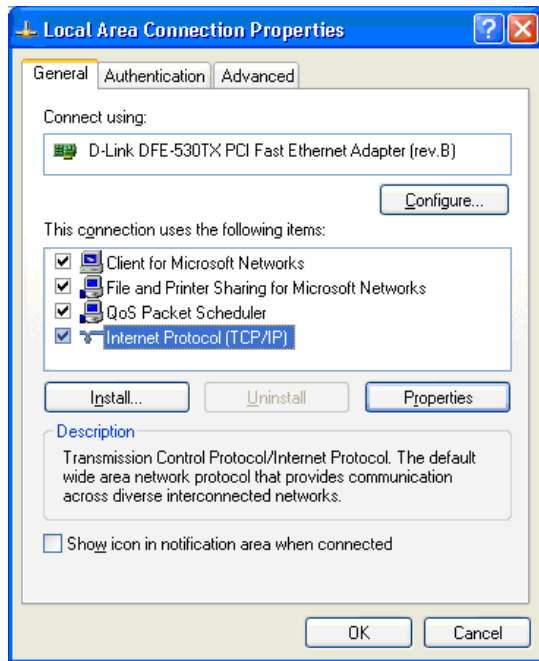 Local Area Connection Properties
General Authentication Advanced
Connect using:
D-Link DFE-530TX PCI Fast Ethernet Adapter (rev.B)
Configure...
This connection uses the following items:
Client for Microsoft Networks
File and Printer Sharing for Microsoft Networks
QoS Packet Scheduler
Internet Protocol (TCP/IP)
Install... Uninstall Properties
Description
Transmission Control Protocol/Internet Protocol. The default
wide area network protocol that provides communication
across diverse interconnected networks.
Show icon in notification area when connected
OK Cancel